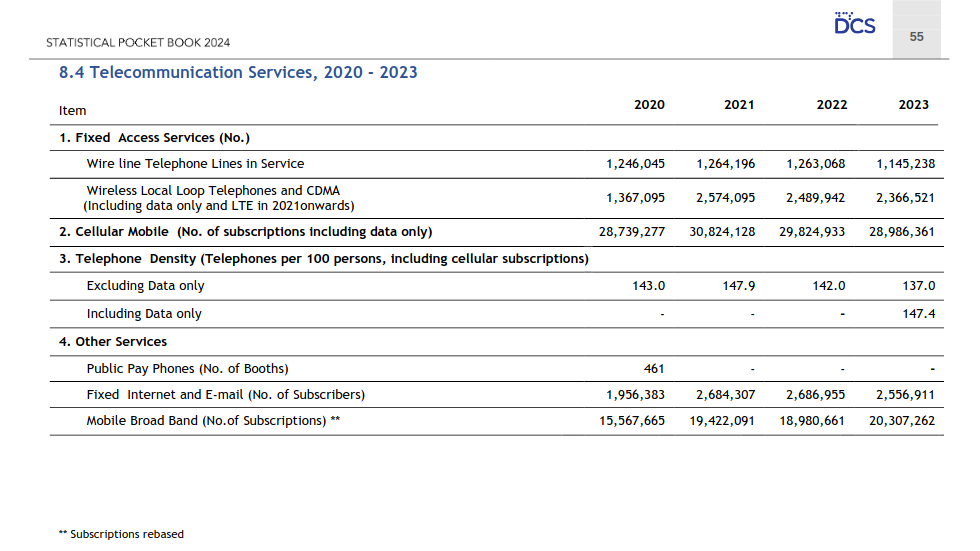 DCS
55
STATISTICAL POCKET BOOK 2024
8.4 Telecommunication Services, 2020 - 2023
Item 2020 2021 2022 2023
1. Fixed Access Services (No.)
Wire line Telephone Lines in Service 1,246,045 1,264,196 1,263,068 1,145,238
Wireless Local Loop Telephones and CDMA
(Including data only and LTE in 2021onwards) 1,367,095 2,574,095 2,489,942 2,366,521
2. Cellular Mobile (No. of subscriptions including data only) 28,739,277 30,824,128 29,824,933 28,986,361
3. Telephone Density (Telephones per 100 persons, including cellular subscriptions)
Excluding Data only 143.0 147.9 142.0 137.0
Including Data only - - - 147.4
4. Other Services
Public Pay Phones (No. of Booths) 461 - - -
Fixed Internet and E-mail (No. of Subscribers) 1,956,383 2,684,307 2,686,955 2,556,911
Mobile Broad Band (No.of Subscriptions) ** 15,567,665 19,422,091 18,980,661 20,307,262
** Subscriptions rebased